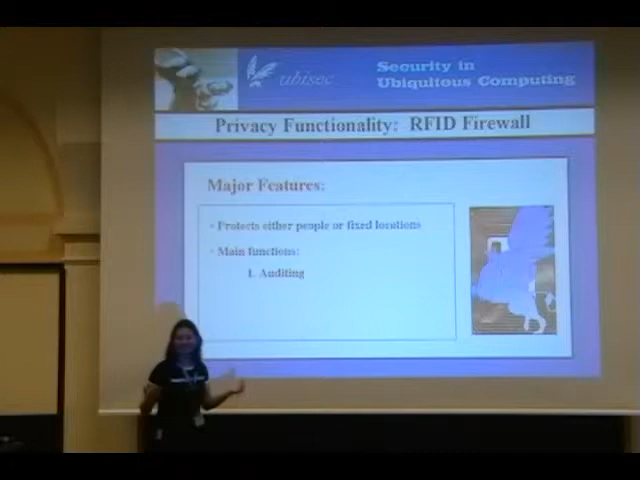 ubisec
Security in
Ubiquitous Computing
Privacy Functionality: RFID Firewall
Major Features:
• Protects either people or fixed locations
• Main functions:
1. Auditing